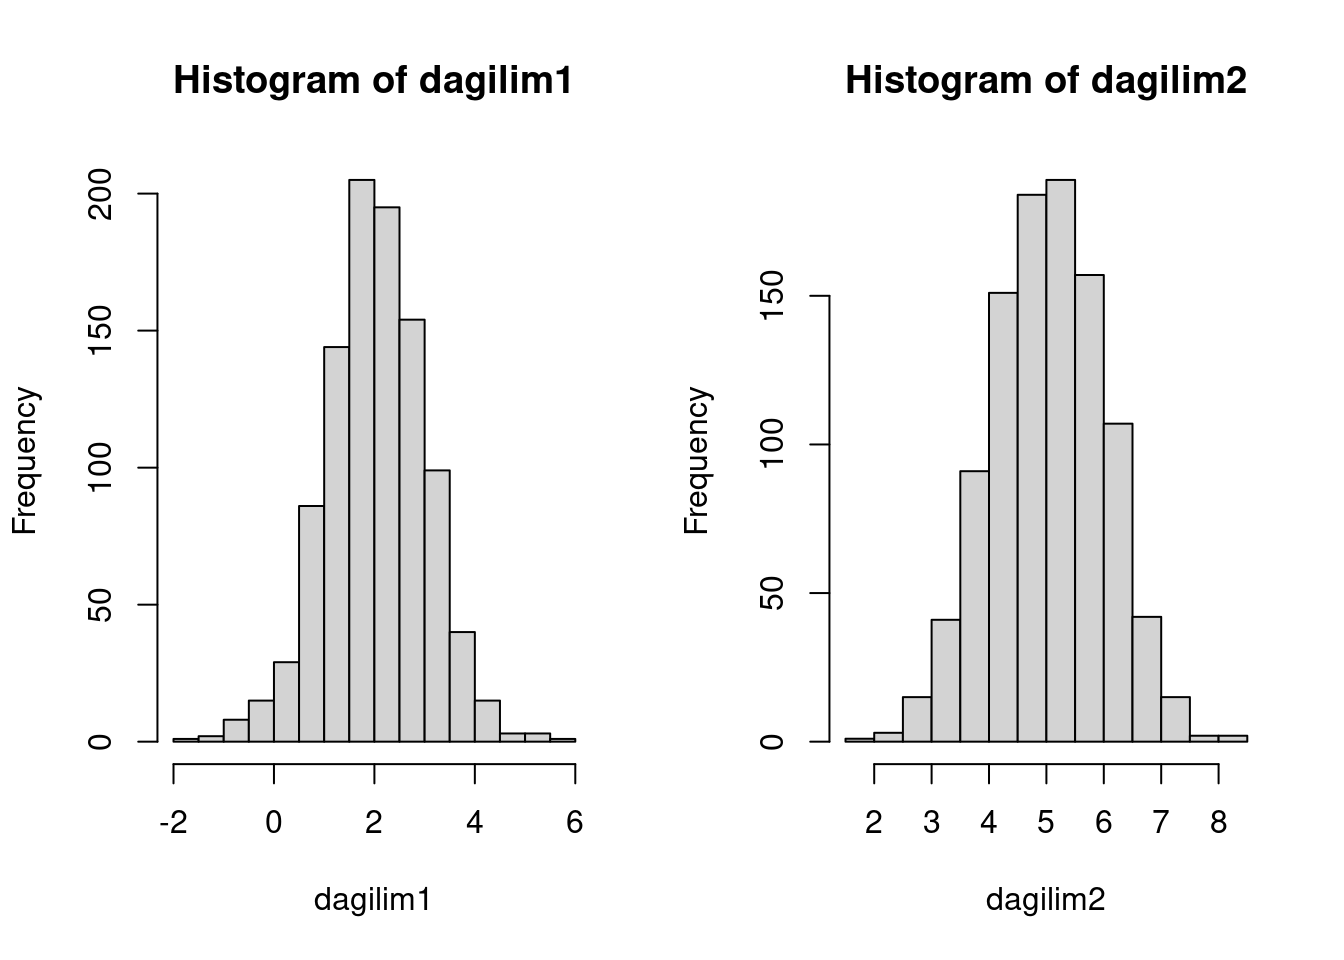 Histogram of dagilim1
Frequency
200
150
100
50
0
-2 0 2 4 6
dagilim1
Histogram of dagilim2
Frequency
150
100
50
0
2 3 4 5 6 7 8
dagilim2